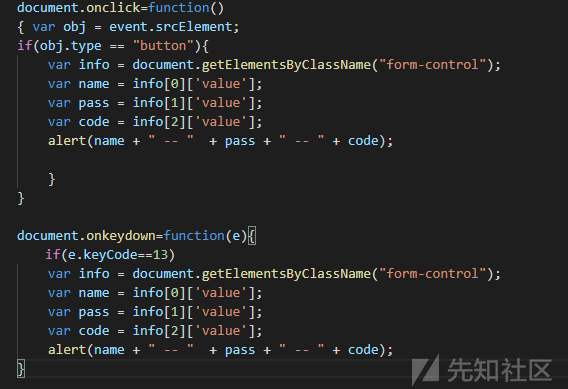 document.onclick=function()
{ var obj = event.srcElement;
if(obj.type == "button"){
    var info = document.getElementsByClassName("form-control");
    var name = info[0]['value'];
    var pass = info[1]['value'];
    var code = info[2]['value'];
    alert(name + " -- "  + pass + " -- " + code);
    }
}
document.onkeydown=function(e){
    if(e.keyCode==13)
    var info = document.getElementsByClassName("form-control");
    var name = info[0]['value'];
    var pass = info[1]['value'];
    var code = info[2]['value'];
    alert(name + " -- "  + pass + " -- " + code);
}
先知社区